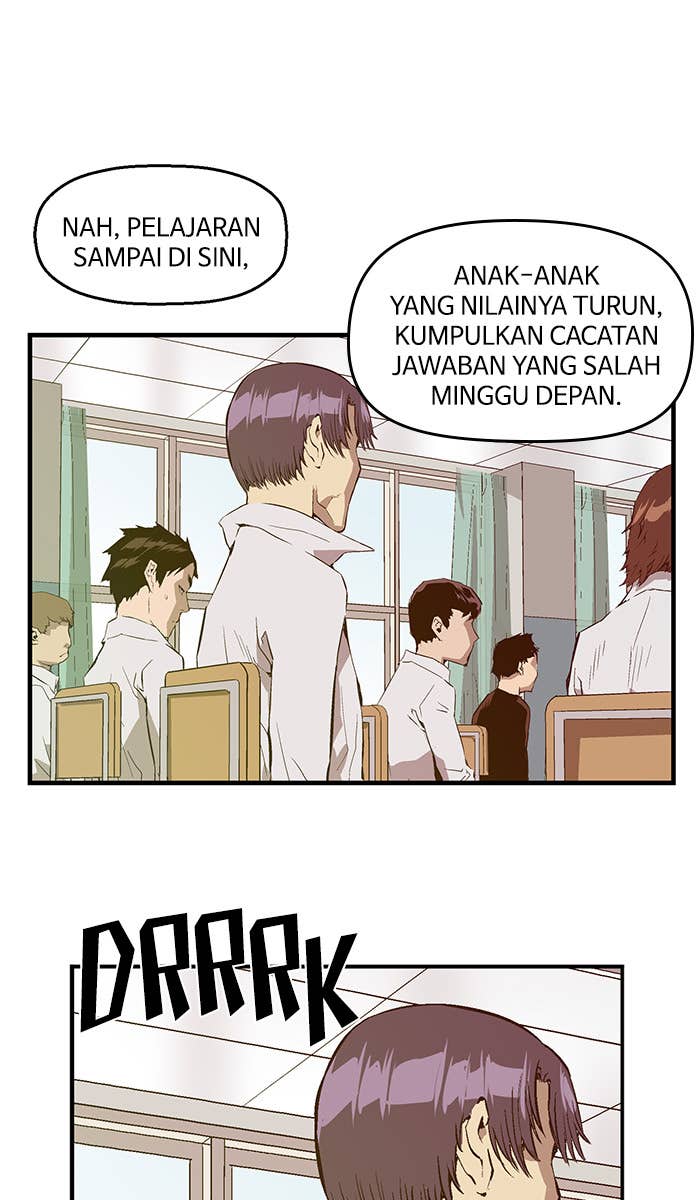 NAH, PELAJARAN
SAMPAI DI SINI,
ANAK-ANAK
YANG NILAINYA TURUN,
KUMPULKAN CACATAN
JAWABAN YANG SALAH
MINGGU DEPAN.
DRRRK